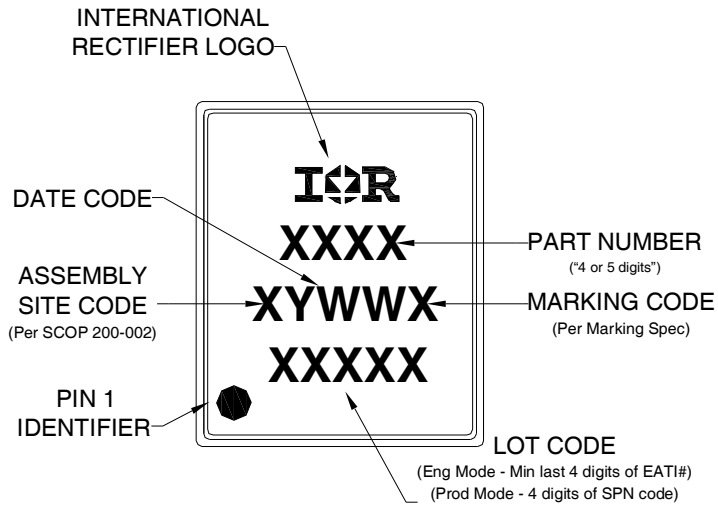 INTERNATIONAL
RECTIFIER LOGO
IOR
DATE CODE
XXXX
PART NUMBER
("4 or 5 digits")
ASSEMBLY
SITE CODE
(Per SCOP 200-002)
XYWWX
MARKING CODE
(Per Marking Spec)
XXXXX
PIN 1
IDENTIFIER
LOT CODE
(Eng Mode - Min last 4 digits of EATI#)
(Prod Mode - 4 digits of SPN code)